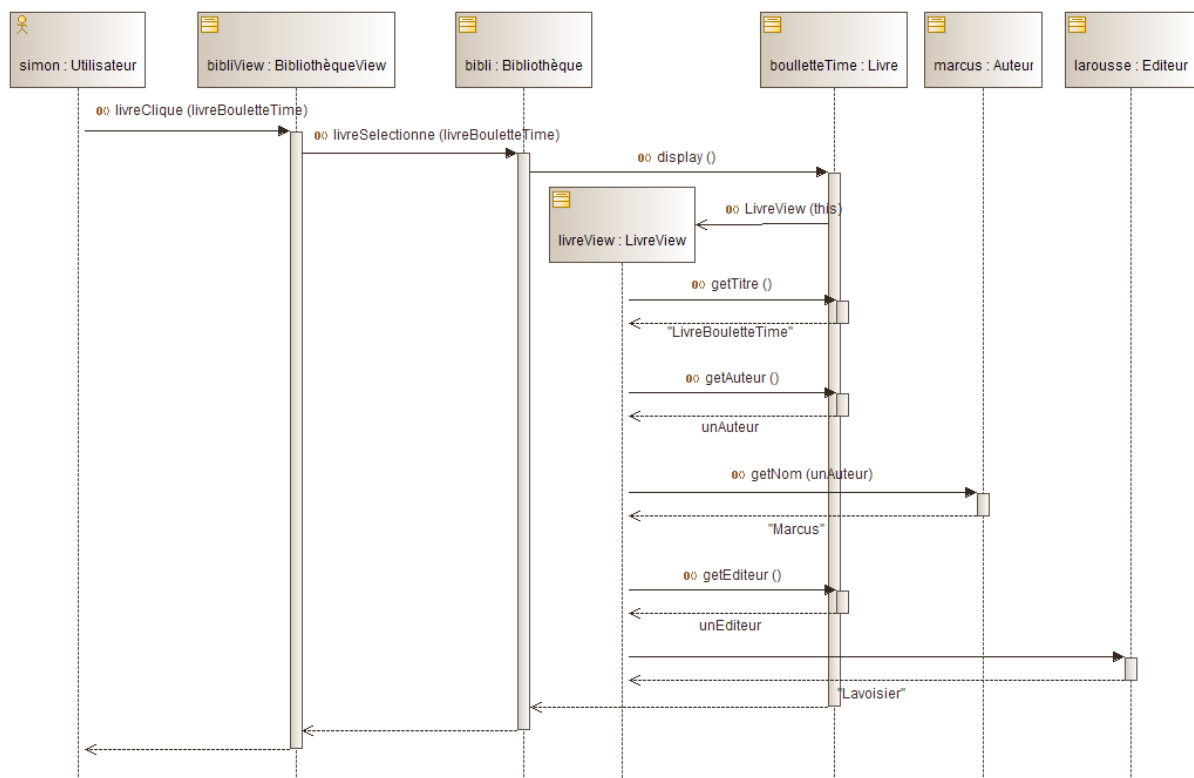 simon : Utilisateur
bibliView : BibliothèqueView
bibli : Bibliothèque
boulletteTime : Livre
marcus : Auteur
larousse : Editeur
livreClique (livreBouletteTime)
livreSelectionne (livreBouletteTime)
display ()
LivreView (this)
livreView : LivreView
getTitre ()
"LivreBouletteTime"
getAuteur ()
unAuteur
getNom (unAuteur)
"Marcus"
getEditeur ()
unEditeur
"Lavoisier"